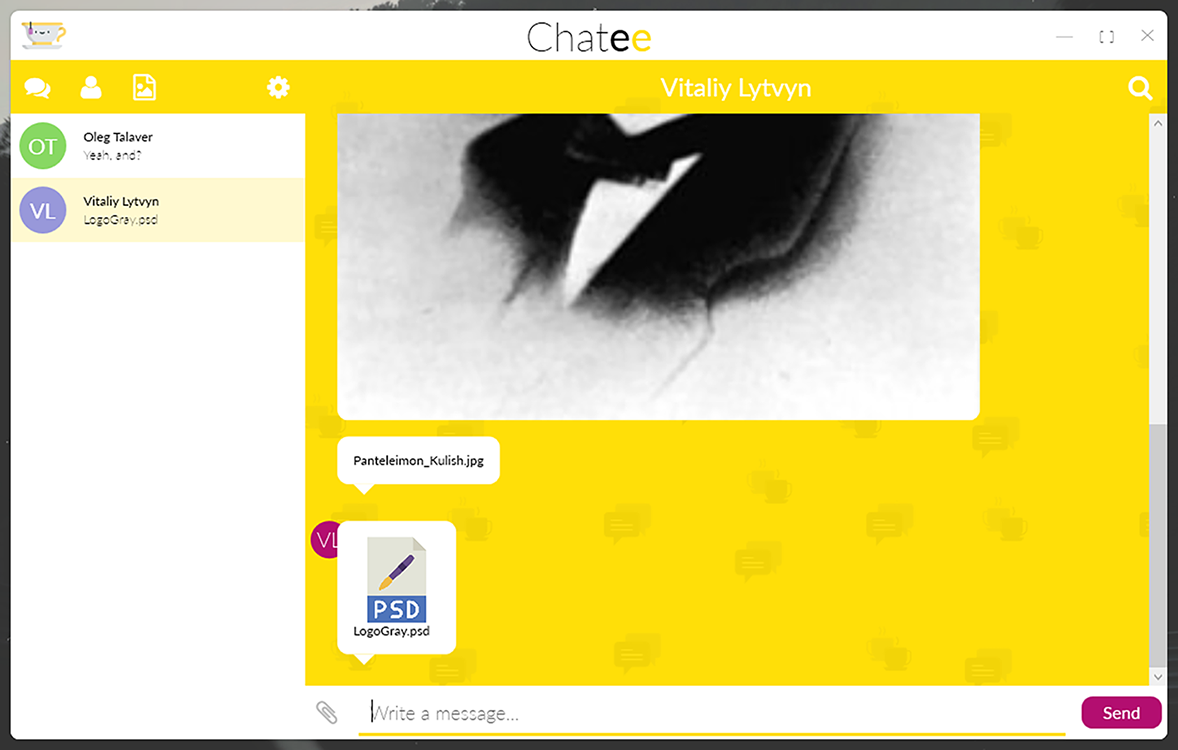 Chatee
Vitaliy Lytvyn
OT
Oleg Talaver
Yeah, and?
VL
Vitaliy Lytvyn
LogoGray.psd
Panteleimon_Kulish.jpg
VL
PSD
LogoGray.psd
Write a message...
Send